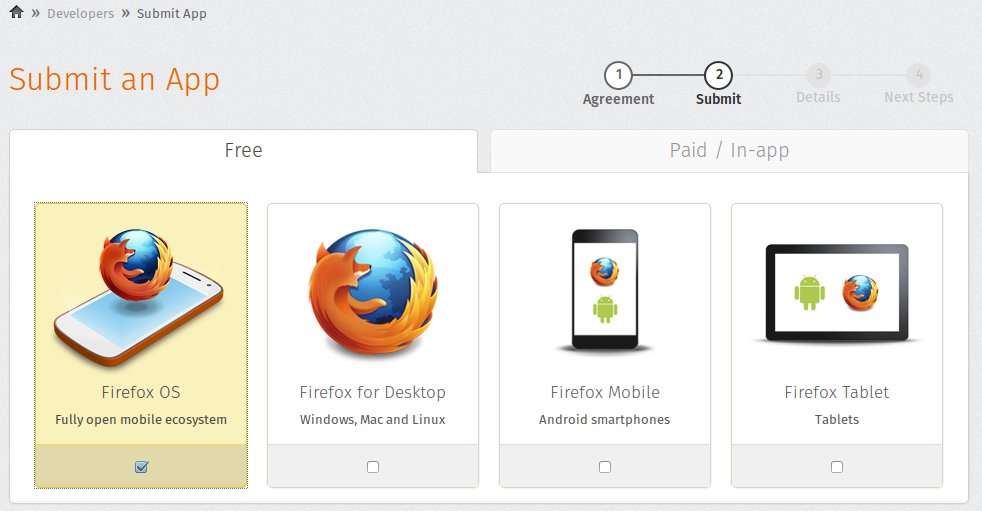 » Developers » Submit App
Submit an App
1 2 3 4
Agreement Submit Details Next Steps
Free Paid / In-app
Firefox OS
Fully open mobile ecosystem
Firefox for Desktop
Windows, Mac and Linux
Firefox Mobile
Android smartphones
Firefox Tablet
Tablets